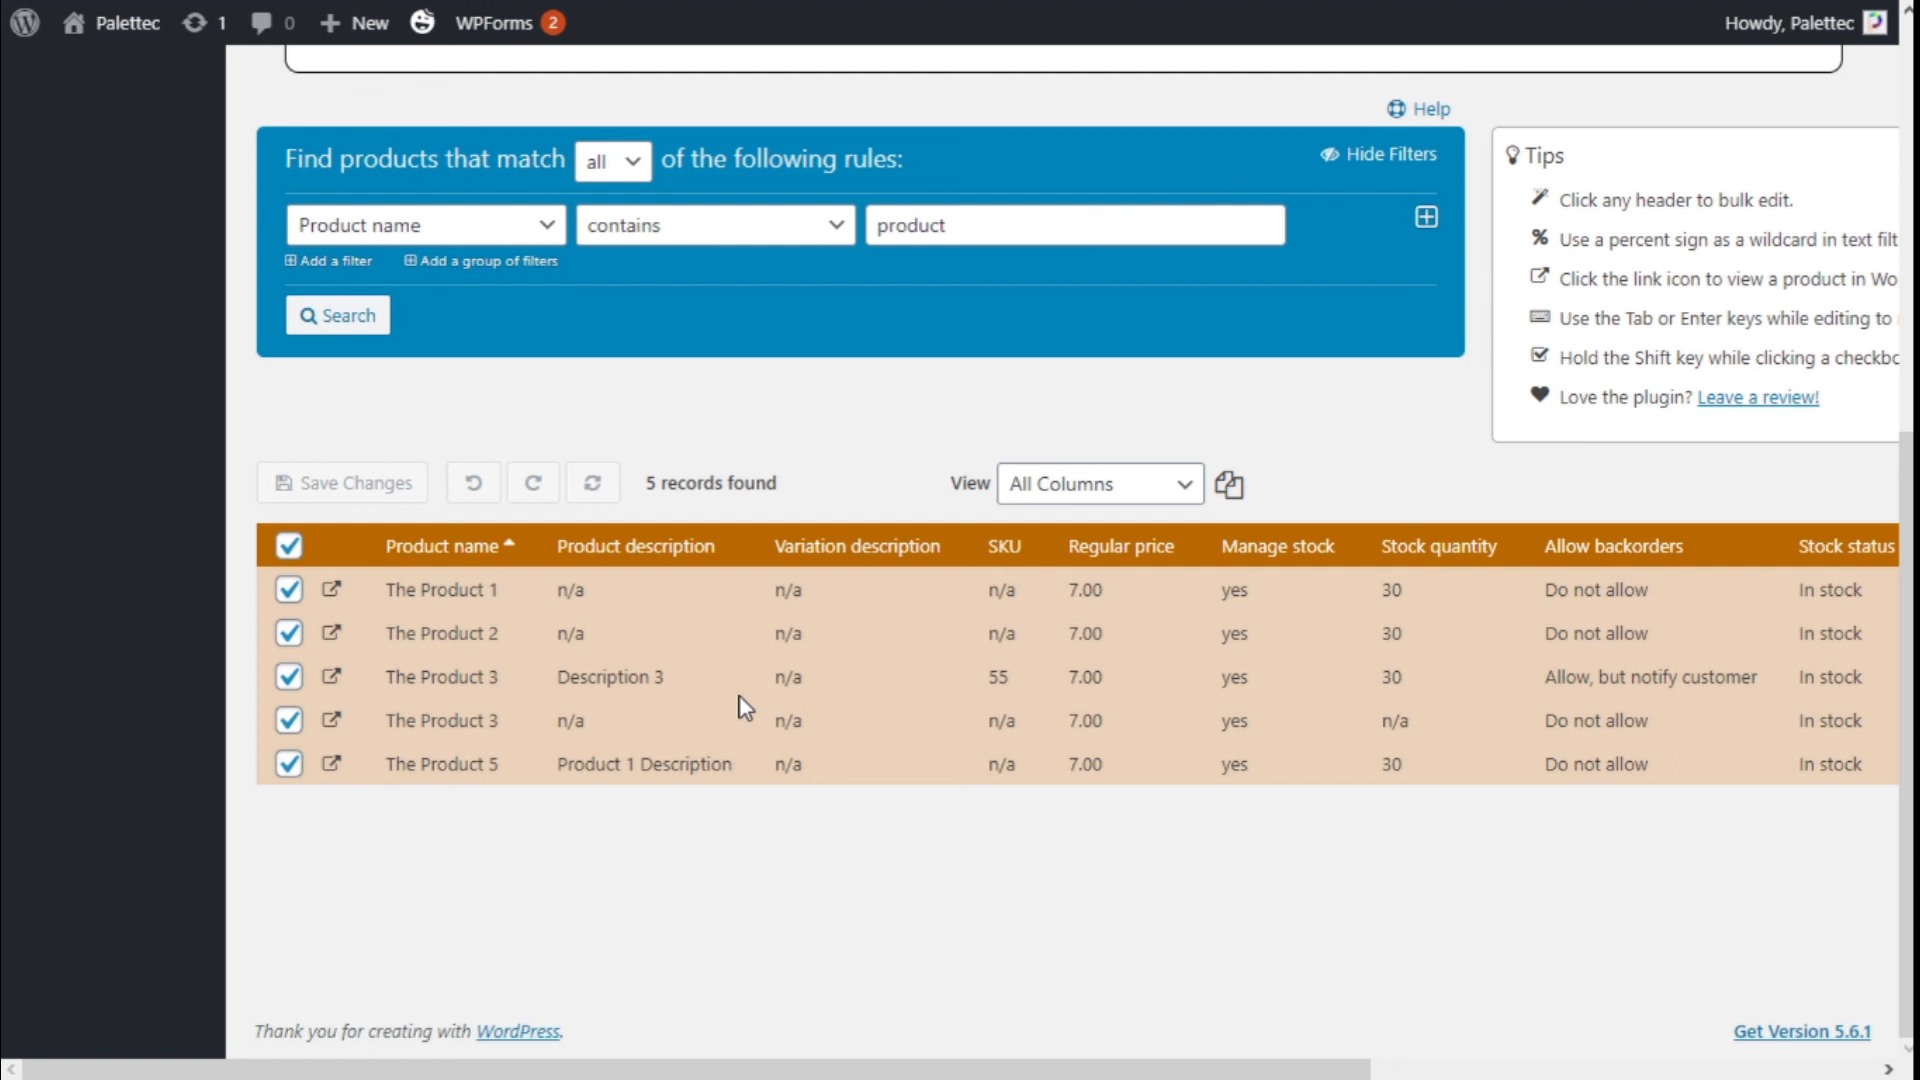 Palettec 1 0 New WPForms 2 Howdy, Palettec
Help
Find products that match all of the following rules:
Hide Filters
Product name contains product
Add a filter Add a group of filters
Search
Tips
Click any header to bulk edit.
Use a percent sign as a wildcard in text filt
Click the link icon to view a product in Wo
Use the Tab or Enter keys while editing to
Hold the Shift key while clicking a checkbo
Love the plugin? Leave a review!
Save Changes 5 records found View All Columns
Product name Product description Variation description SKU Regular price Manage stock Stock quantity Allow backorders Stock status
The Product 1 n/a n/a n/a 7.00 yes 30 Do not allow In stock
The Product 2 n/a n/a n/a 7.00 yes 30 Do not allow In stock
The Product 3 Description 3 n/a 55 7.00 yes 30 Allow, but notify customer In stock
The Product 3 n/a n/a n/a 7.00 yes n/a Do not allow In stock
The Product 5 Product 1 Description n/a n/a 7.00 yes 30 Do not allow In stock
Thank you for creating with WordPress.
Get Version 5.6.1